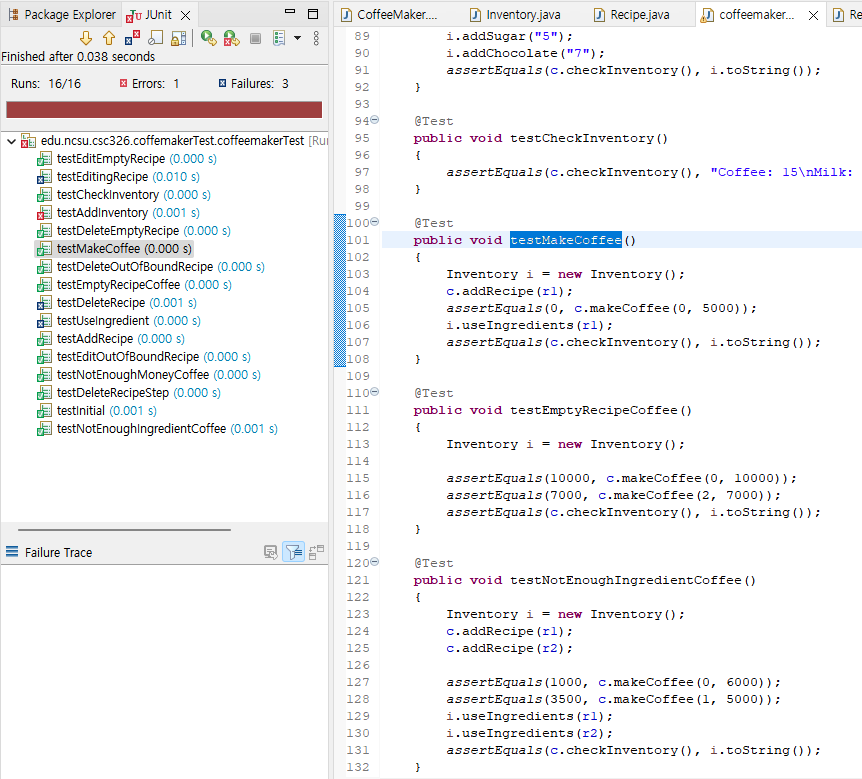 Package Explorer
JUnit
Finished after 0.038 seconds
Runs: 16/16
Errors: 1
Failures: 3
edu.ncsu.csc326.coffemakerTest.coffeemakerTest [Ru
testEditEmptyRecipe (0.000 s)
testEditingRecipe (0.010 s)
testCheckInventory (0.000 s)
testAddInventory (0.001 s)
testDeleteEmptyRecipe (0.000 s)
testMakeCoffee (0.000 s)
testDeleteOutOfBoundRecipe (0.000 s)
testEmptyRecipeCoffee (0.000 s)
testDeleteRecipe (0.001 s)
testUseIngredient (0.000 s)
testAddRecipe (0.000 s)
testEditOutOfBoundRecipe (0.000 s)
testNotEnoughMoneyCoffee (0.000 s)
testDeleteRecipeStep (0.000 s)
testInitial (0.001 s)
testNotEnoughIngredientCoffee (0.001 s)
Failure Trace
CoffeeMaker....
Inventory.java
Recipe.java
coffeemaker...
Re
89 i.addSugar("5");
90 i.addChocolate("7");
91 assertEquals(c.checkInventory(), i.toString());
92 }
93
94 @Test
95 public void testCheckInventory()
96 {
97 assertEquals(c.checkInventory(), "Coffee: 15\nMilk:
98 }
99
100 @Test
101 public void testMakeCoffee()
102 {
103 Inventory i = new Inventory();
104 c.addRecipe(r1);
105 assertEquals(0, c.makeCoffee(0, 5000));
106 i.useIngredients(r1);
107 assertEquals(c.checkInventory(), i.toString());
108 }
109
110 @Test
111 public void testEmptyRecipeCoffee()
112 {
113 Inventory i = new Inventory();
114
115 assertEquals(10000, c.makeCoffee(0, 10000));
116 assertEquals(7000, c.makeCoffee(2, 7000));
117 assertEquals(c.checkInventory(), i.toString());
118 }
119
120 @Test
121 public void testNotEnoughIngredientCoffee()
122 {
123 Inventory i = new Inventory();
124 c.addRecipe(r1);
125 c.addRecipe(r2);
126
127 assertEquals(1000, c.makeCoffee(0, 6000));
128 assertEquals(3500, c.makeCoffee(1, 5000));
129 i.useIngredients(r1);
130 i.useIngredients(r2);
131 assertEquals(c.checkInventory(), i.toString());
132 }